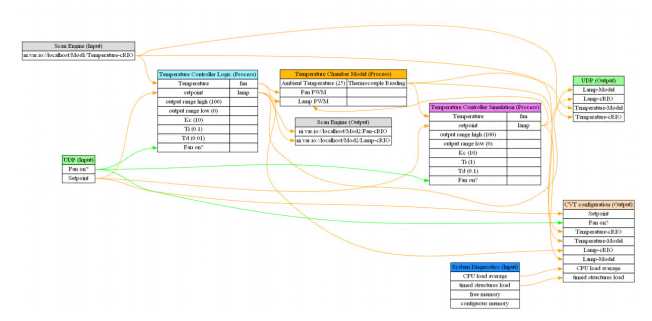 Scan Engine (Input)
ni.var.io://localhost/Mod1/Temperature-cRIO
Temperature Controller Logic (Process)
Temperature fan
setpoint lamp
output range high (100)
output range low (0)
Kc (10)
Ti (0.1)
Td (0.01)
Fan on?
Temperature Chamber Model (Process)
Ambient Temperature (25) Thermocouple Reading
Fan PWM
Lamp PWM
Scan Engine (Output)
ni.var.io://localhost/Mod2/Fan-cRIO
ni.var.io://localhost/Mod2/Lamp-cRIO
Temperature Controller Simulation (Process)
Temperature fan
setpoint lamp
output range high (100)
output range low (0)
Kc (10)
Ti (1)
Td (0.1)
Fan on?
UDP (Output)
Lamp-Model
Lamp-cRIO
Temperature-Model
Temperature-cRIO
UDP (Input)
Fan on?
Setpoint
CVT configuration (Output)
Setpoint
Fan on?
Temperature-cRIO
Temperature-Model
Lamp-cRIO
Lamp-Model
CPU load average
timed structures load
System Diagnostics (Input)
CPU load average
timed structures load
free memory
contiguous memory